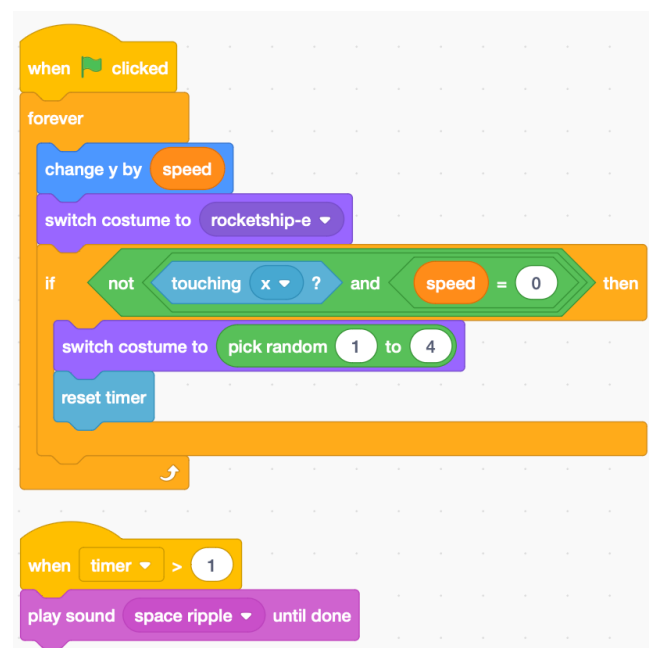 when clicked
forever
change y by speed
switch costume to rocketship-e
if not touching x ? and speed = 0 then
switch costume to pick random 1 to 4
reset timer
when timer > 1
play sound space ripple until done